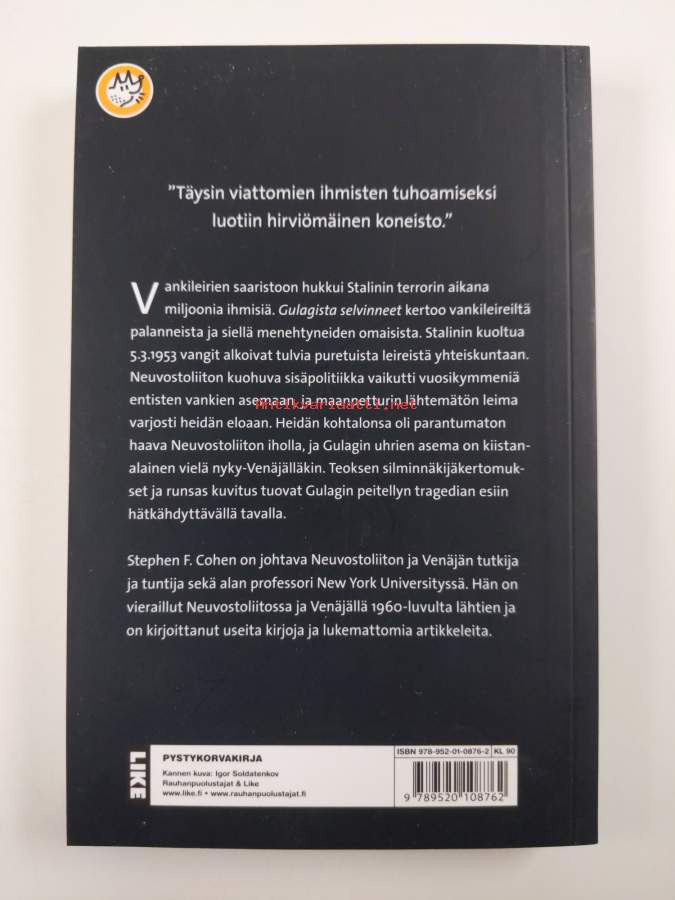 ”Täysin viattomien ihmisten tuhoamiseksi
luotiin hirviömäinen koneisto.”
Vankileirien saaristoon hukkui Stalinin terrorin aikana
miljoonia ihmisiä. Gulagista selvinneet kertoo vankileireiltä
palanneista ja siellä menehtyneiden omaisista. Stalinin kuoltua
5.3.1953 vangit alkoivat tulvia puretuista leireistä yhteiskuntaan.
Neuvostoliiton kuohuva sisäpolitiikka vaikutti vuosikymmeniä
entisten vankien asemaan, ja maanpetturin lähtemätön leima
Antikvariaatti.net
varjosti heidän eloaan. Heidän kohtalonsa oli parantumaton
haava Neuvostoliiton iholla, ja Gulagin uhrien asema on kiistan-
alainen vielä nyky-Venäjälläkin. Teoksen silminnäkijäkertomuk-
set ja runsas kuvitus tuovat Gulagin peitellyn tragedian esiin
hätkähdyttävällä tavalla.
Stephen F. Cohen on johtava Neuvostoliiton ja Venäjän tutkija
ja tuntija sekä alan professori New York Universityssä. Hän on
vieraillut Neuvostoliitossa ja Venäjällä 1960-luvulta lähtien ja
on kirjoittanut useita kirjoja ja lukemattomia artikkeleita.
LIKE
PYSTYKORVAKIRJA
Kannen kuva: Igor Soldatenkov
Rauhanpuolustajat & Like
www.like.fi • www.rauhanpuolustajat.fi
ISBN 978-952-01-0876-2 KL 90
9 789520 108762